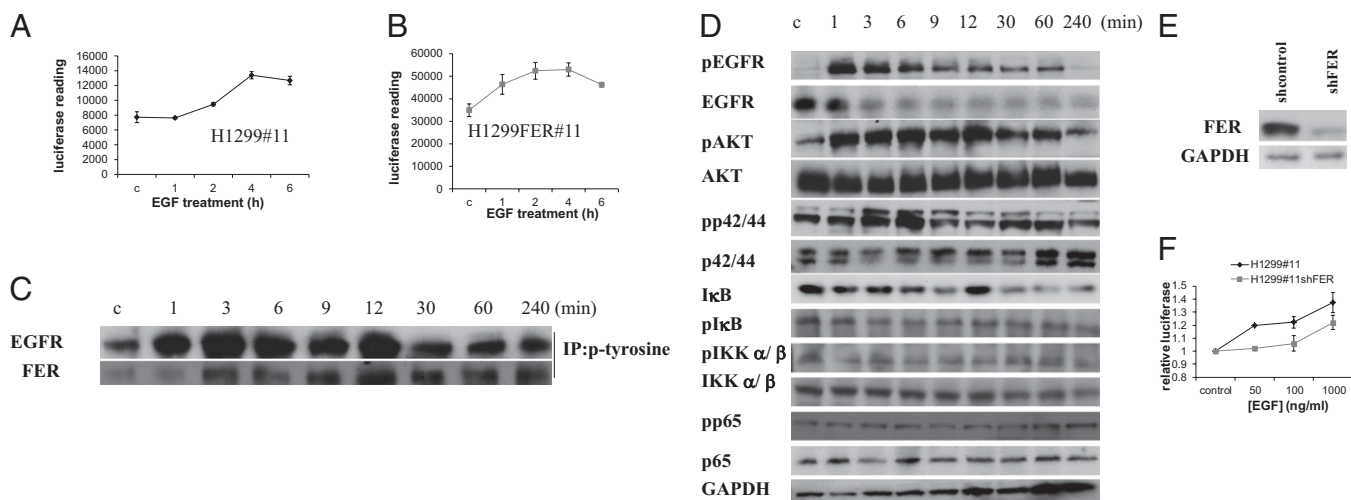 A
luciferase reading
16000
14000
12000
10000
8000
6000
4000
2000
0
H1299#11
c 1 2 4 6
EGF treatment (h)
B
luciferase reading
60000
50000
40000
30000
20000
10000
0
H1299FER#11
c 1 2 4 6
EGF treatment (h)
C
c 1 3 6 9 12 30 60 240 (min)
EGFR
FER
IP:p-tyrosine
D
c 1 3 6 9 12 30 60 240 (min)
pEGFR
EGFR
pAKT
AKT
pp42/44
p42/44
IκB
pIκB
pIKK α/ β
IKK α/ β
pp65
p65
GAPDH
E
shcontrol
shFER
FER
GAPDH
F
H1299#11
H1299#11shFER
relative luciferase
1.5
1.4
1.3
1.2
1.1
1
0.9
0.8
control 50 100 1000
[EGF] (ng/ml)